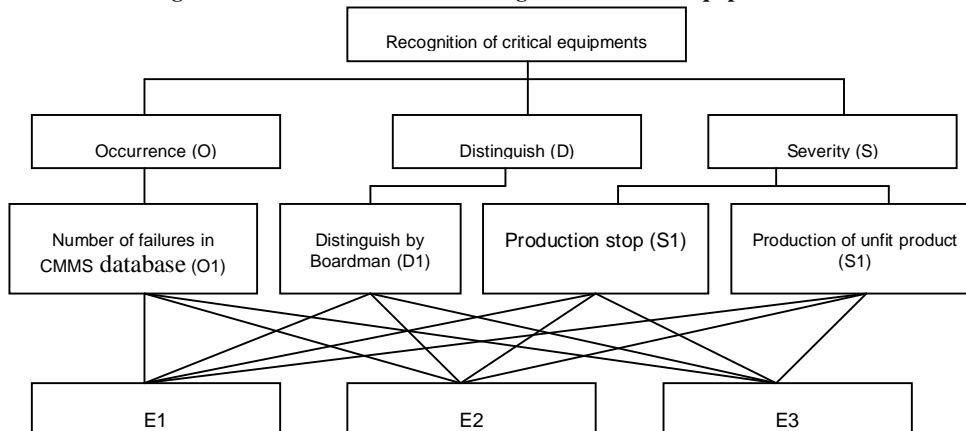 Recognition of critical equipments
Occurrence (O)
Distinguish (D)
Severity (S)
Number of failures in
CMMS database (O1)
Distinguish by
Boardman (D1)
Production stop (S1)
Production of unfit product
(S1)
E1
E2
E3